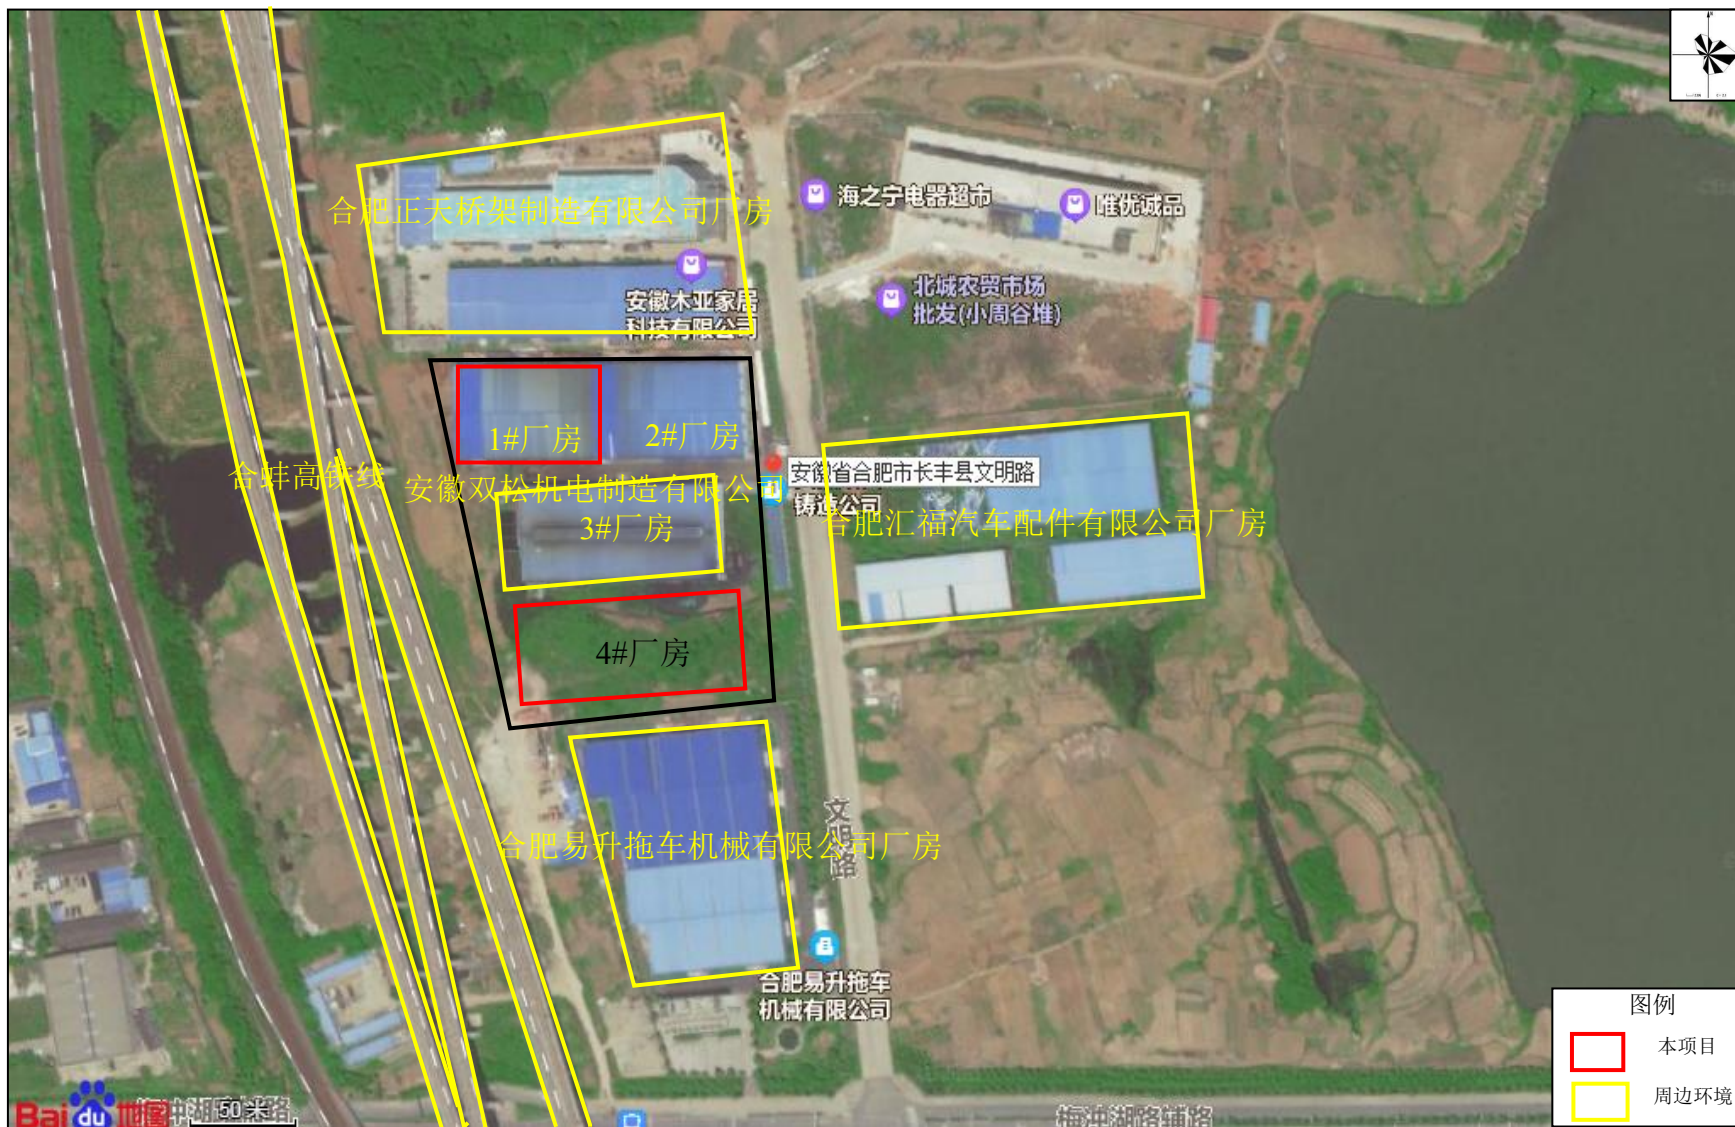 海之宁电器超市
唯优诚品
合肥正天桥架制造有限公司厂房
安徽木亚家居
科技有限公司
北城农贸市场
批发(小周谷堆)
1#厂房
2#厂房
合蚌高铁线
安徽双松机电制造有限公司
安徽省合肥市长丰县文明路
铸造公司
3#厂房
合肥汇福汽车配件有限公司厂房
4#厂房
文明路
合肥易升拖车机械有限公司厂房
合肥易升拖车
机械有限公司
图例
本项目
周边环境
Bai du 地图
50 米
梅冲湖路辅路